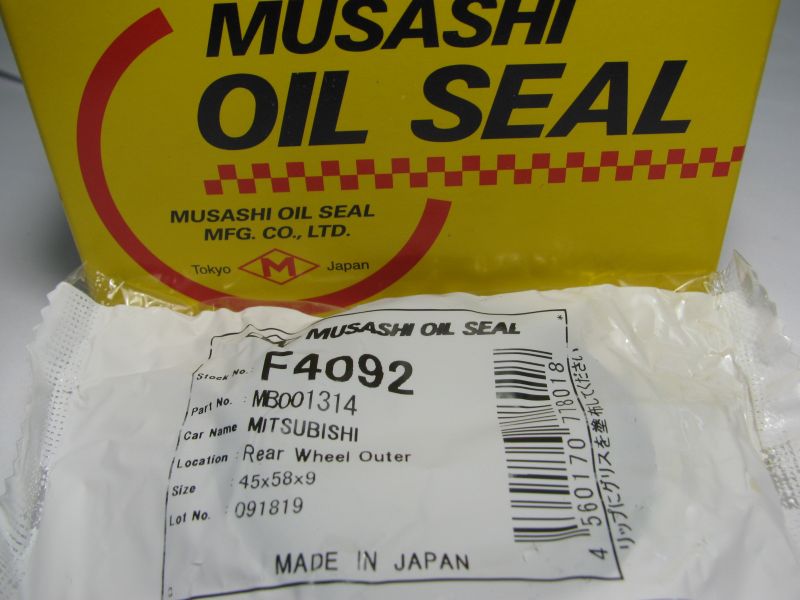 MUSASHI
OIL SEAL
MUSASHI OIL SEAL
MFG. CO., LTD.
Tokyo M Japan
MUSASHI OIL SEAL
Stock No.: F4092
Part No. : MB001314
Car Name MITSUBISHI
Location : Rear Wheel Outer
Size : 45x58x9
Lot No. : 091819
MADE IN JAPAN
4 560170 718018
リップにグリスを塗布してください